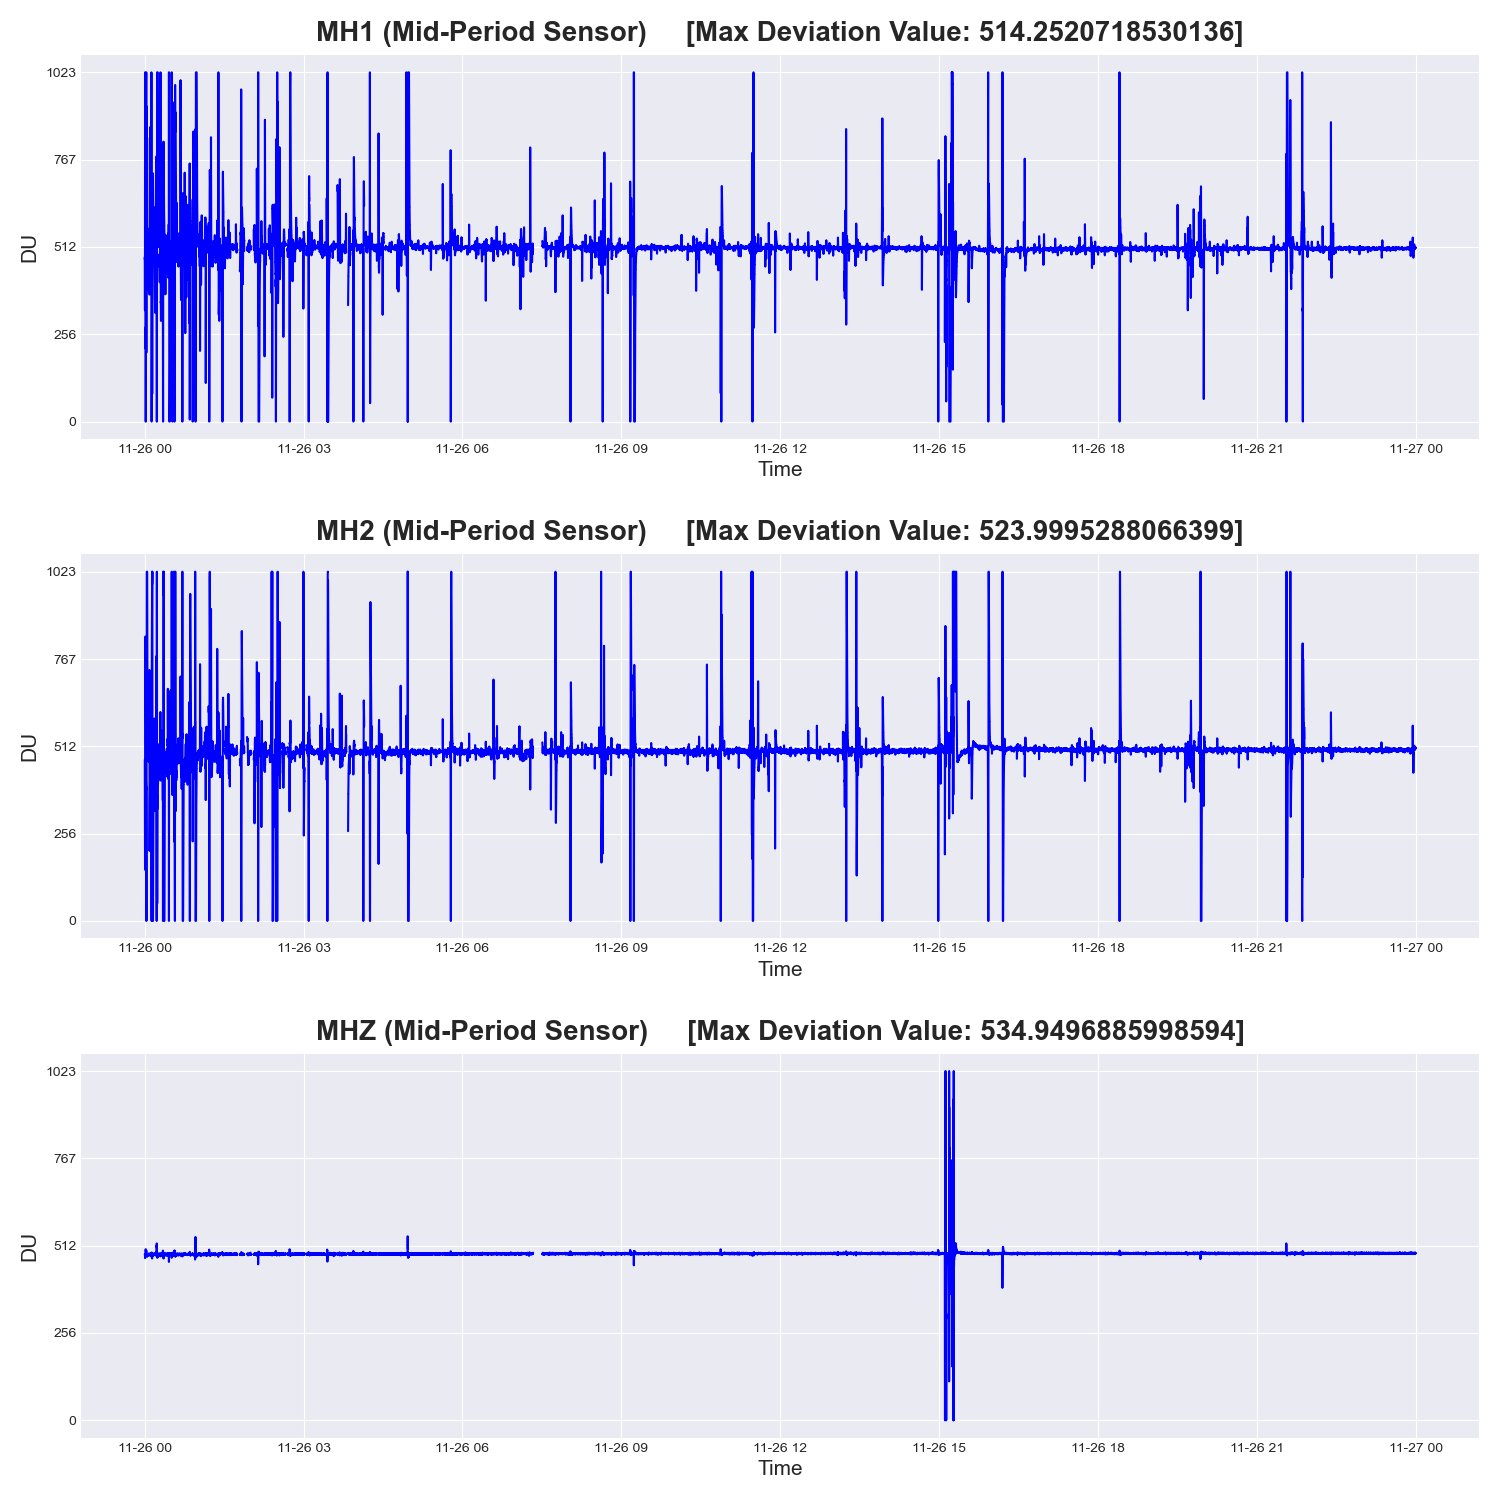 MH1 (Mid-Period Sensor) [Max Deviation Value: 514.2520718530136]
1023
767
512
256
0
DU
11-26 00 11-26 03 11-26 06 11-26 09 11-26 12 11-26 15 11-26 18 11-26 21 11-27 00
Time
MH2 (Mid-Period Sensor) [Max Deviation Value: 523.9995288066399]
1023
767
512
256
0
DU
11-26 00 11-26 03 11-26 06 11-26 09 11-26 12 11-26 15 11-26 18 11-26 21 11-27 00
Time
MHZ (Mid-Period Sensor) [Max Deviation Value: 534.9496885998594]
1023
767
512
256
0
DU
11-26 00 11-26 03 11-26 06 11-26 09 11-26 12 11-26 15 11-26 18 11-26 21 11-27 00
Time